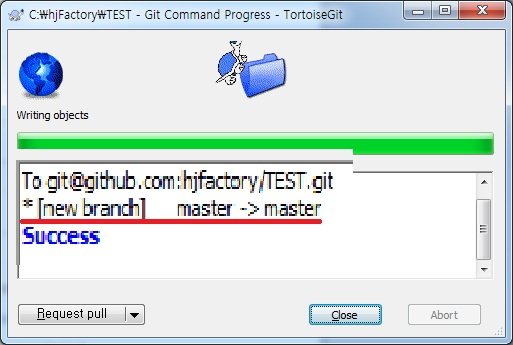 C:₩hjFactory₩TEST - Git Command Progress - TortoiseGit
Writing objects
To git@github.com:hjfactory/TEST.git
* [new branch] master -> master
Success
Request pull
Close
Abort